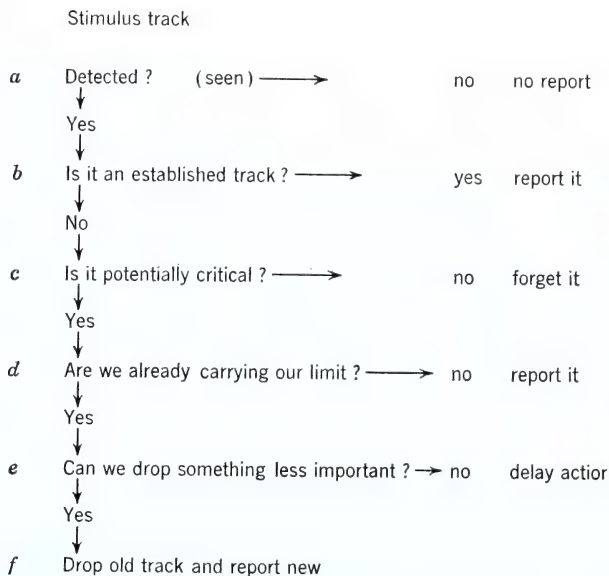 Stimulus track
a Detected ? (seen) no no report
Yes
b Is it an established track ? yes report it
No
c Is it potentially critical ? no forget it
Yes
d Are we already carrying our limit ? no report it
Yes
e Can we drop something less important ? no delay action
Yes
f Drop old track and report new